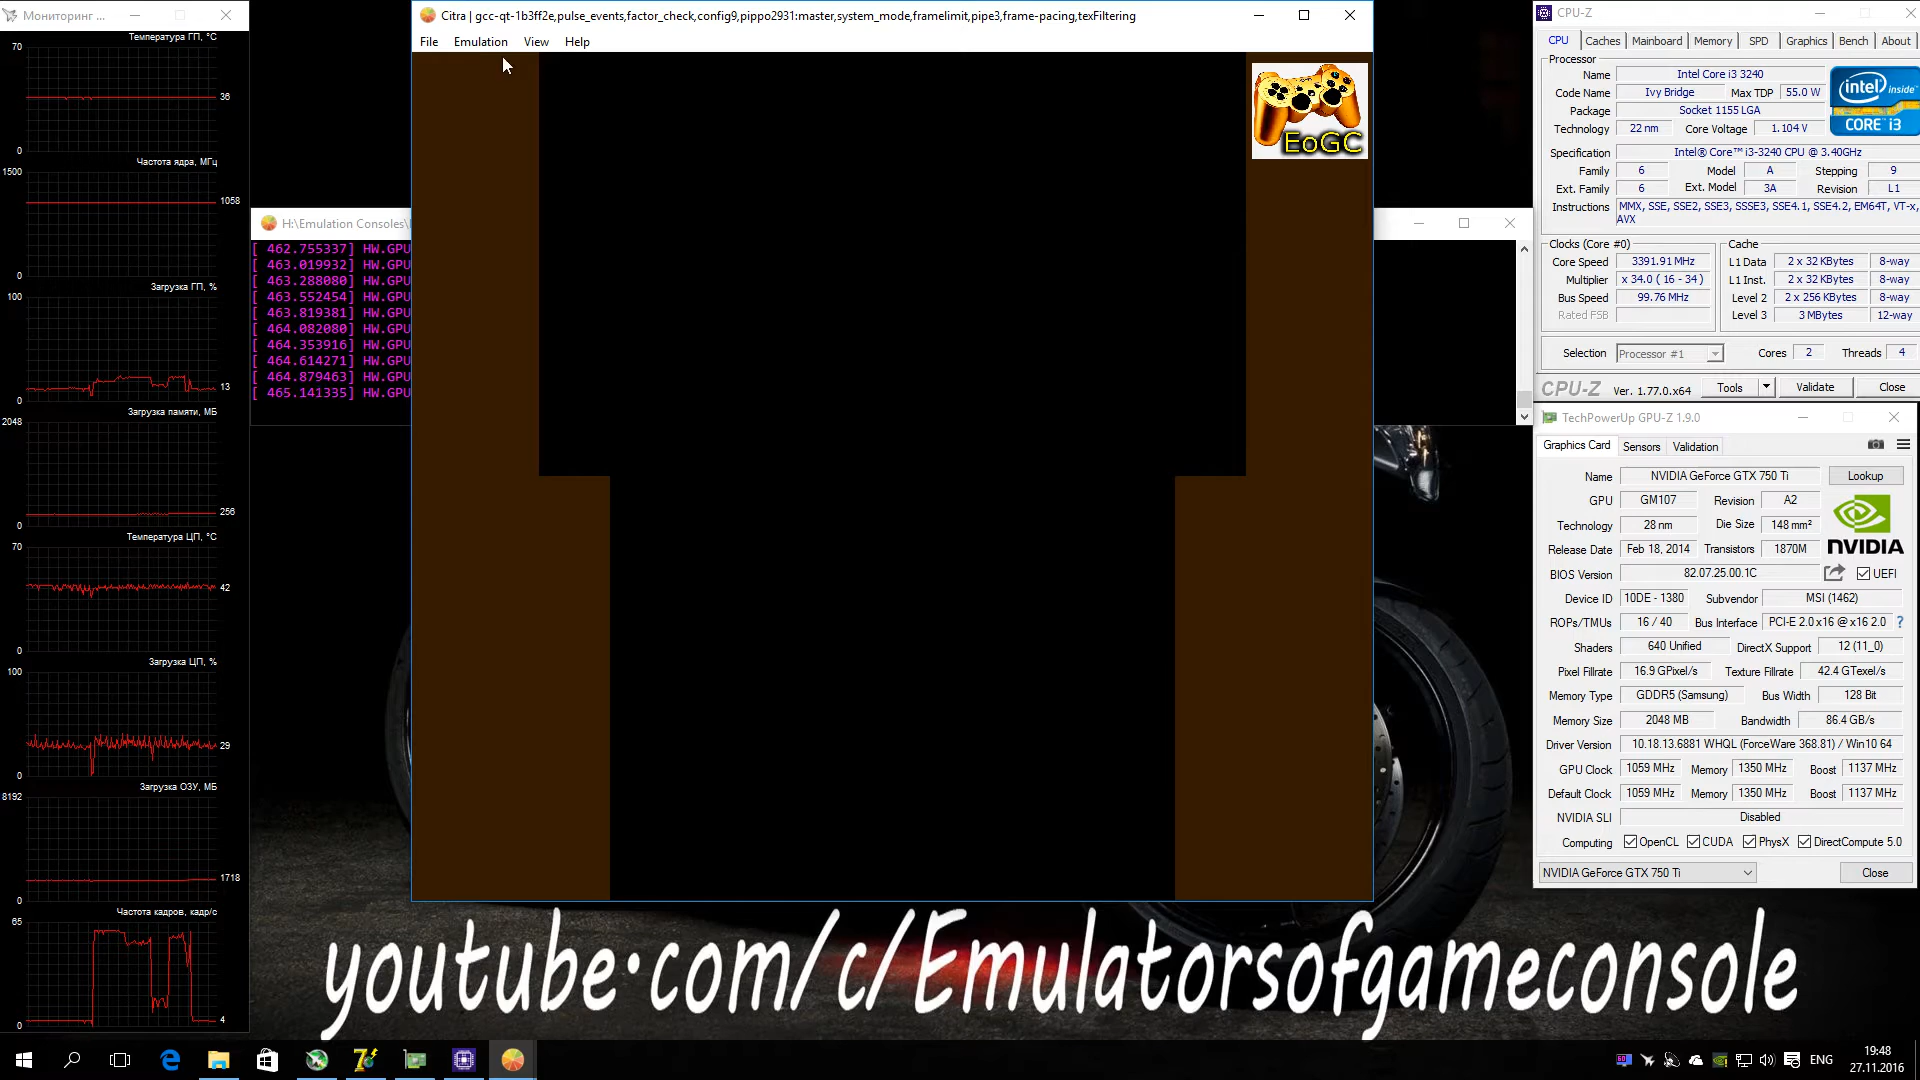 Мониторинг ...
Температура ГП, °C
70
36
0
Частота ядра, МГц
1500
1058
0
Загрузка ГП, %
100
13
0
Загрузка памяти, МБ
2048
256
0
Температура ЦП, °C
70
42
0
Загрузка ЦП, %
100
29
0
Загрузка ОЗУ, МБ
8192
1718
0
Частота кадров, кадр/с
65
4
0
H:\Emulation Consoles\
[ 462.755337] HW.GPU
[ 463.019932] HW.GPU
[ 463.288080] HW.GPU
[ 463.552454] HW.GPU
[ 463.819381] HW.GPU
[ 464.082080] HW.GPU
[ 464.353916] HW.GPU
[ 464.614271] HW.GPU
[ 464.879463] HW.GPU
[ 465.141335] HW.GPU
Citra | gcc-qt-1b3ff2e,pulse_events,factor_check,config9,pippo2931:master,system_mode,framelimit,pipe3,frame-pacing,texFiltering
File Emulation View Help
EoGC
CPU-Z
CPU Caches Mainboard Memory SPD Graphics Bench About
Processor
Name Intel Core i3 3240
Code Name Ivy Bridge Max TDP 55.0 W
Package Socket 1155 LGA
Technology 22 nm Core Voltage 1.104 V
intel inside
CORE i3
Specification Intel® Core™ i3-3240 CPU @ 3.40GHz
Family 6 Model A Stepping 9
Ext. Family 6 Ext. Model 3A Revision L1
Instructions MMX, SSE, SSE2, SSE3, SSSE3, SSE4.1, SSE4.2, EM64T, VT-x,
AVX
Clocks (Core #0) Cache
Core Speed 3391.91 MHz L1 Data 2 x 32 KBytes 8-way
Multiplier x 34.0 ( 16 - 34 ) L1 Inst. 2 x 32 KBytes 8-way
Bus Speed 99.76 MHz Level 2 2 x 256 KBytes 8-way
Rated FSB Level 3 3 MBytes 12-way
Selection Processor #1 Cores 2 Threads 4
CPU-Z Ver. 1.77.0.x64 Tools Validate Close
TechPowerUp GPU-Z 1.9.0
Graphics Card Sensors Validation
Name NVIDIA GeForce GTX 750 Ti Lookup
GPU GM107 Revision A2
Technology 28 nm Die Size 148 mm²
Release Date Feb 18, 2014 Transistors 1870M
NVIDIA
BIOS Version 82.07.25.00.1C UEFI
Device ID 10DE - 1380 Subvendor MSI (1462)
ROPs/TMUs 16 / 40 Bus Interface PCI-E 2.0 x16 @ x16 2.0 ?
Shaders 640 Unified DirectX Support 12 (11_0)
Pixel Fillrate 16.9 GPixel/s Texture Fillrate 42.4 GTexel/s
Memory Type GDDR5 (Samsung) Bus Width 128 Bit
Memory Size 2048 MB Bandwidth 86.4 GB/s
Driver Version 10.18.13.6881 WHQL (ForceWare 368.81) / Win10 64
GPU Clock 1059 MHz Memory 1350 MHz Boost 1137 MHz
Default Clock 1059 MHz Memory 1350 MHz Boost 1137 MHz
NVIDIA SLI Disabled
Computing OpenCL CUDA PhysX DirectCompute 5.0
NVIDIA GeForce GTX 750 Ti Close
youtube.com/c/Emulatorsofgameconsole
ENG
19:48
27.11.2016